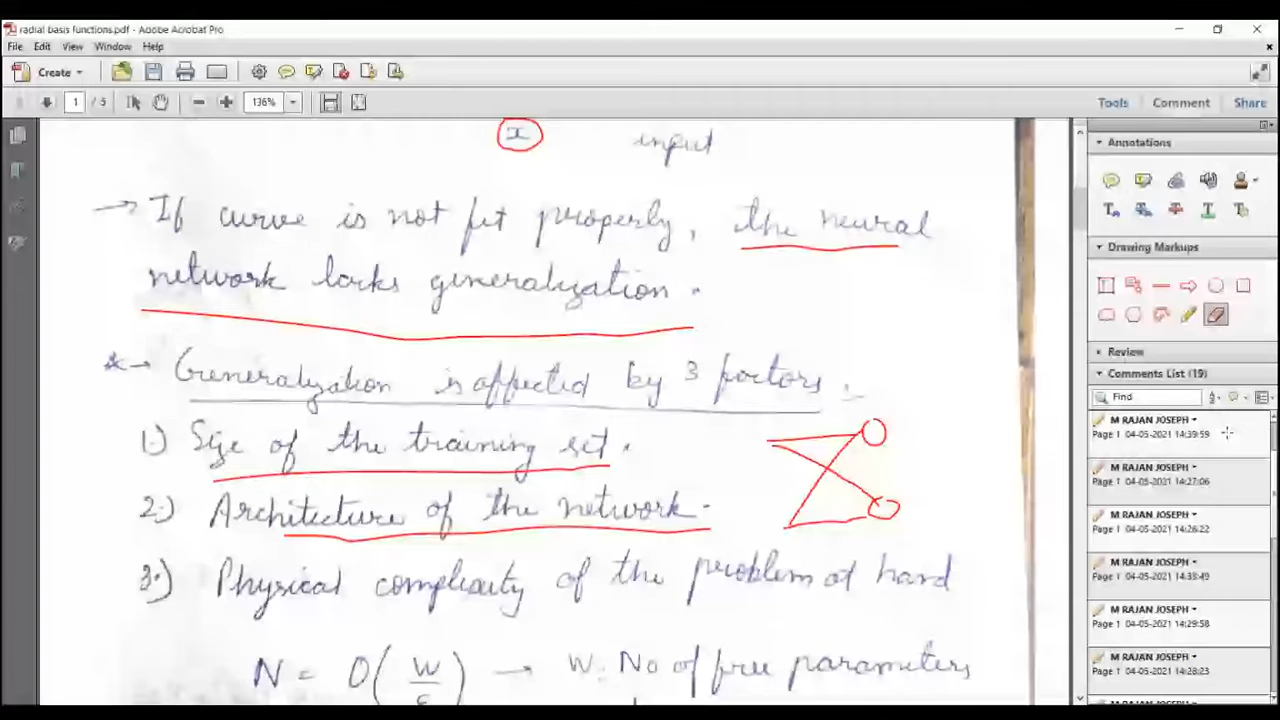 radial basis functions.pdf - Adobe Acrobat Pro
File Edit View Window Help
Create
1 / 5 136% Tools Comment Share
x input
→ If curve is not fit properly, the neural
network lacks generalization.
* → Generalization is affected by 3 factors :
1.) Size of the training set.
2.) Architecture of the network.
3.) Physical complexity of the problem at hand
N = O(W/ε) → W: No of free parameters
Annotations
Drawing Markups
Review
Comments List (19)
Find
M RAJAN JOSEPH
Page 1 04-05-2021 14:39:59
M RAJAN JOSEPH
Page 1 04-05-2021 14:27:06
M RAJAN JOSEPH
Page 1 04-05-2021 14:26:22
M RAJAN JOSEPH
Page 1 04-05-2021 14:38:49
M RAJAN JOSEPH
Page 1 04-05-2021 14:29:58
M RAJAN JOSEPH
Page 1 04-05-2021 14:28:23